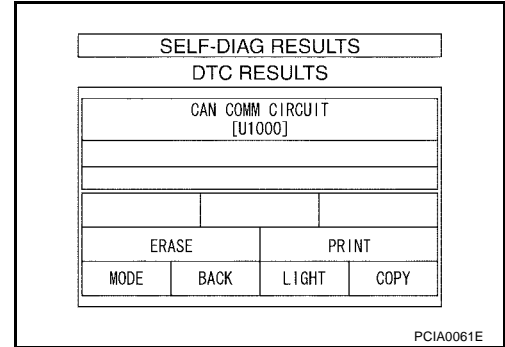 SELF-DIAG RESULTS
DTC RESULTS
CAN COMM CIRCUIT
[U1000]
ERASE PRINT
MODE BACK LIGHT COPY
PCIA0061E